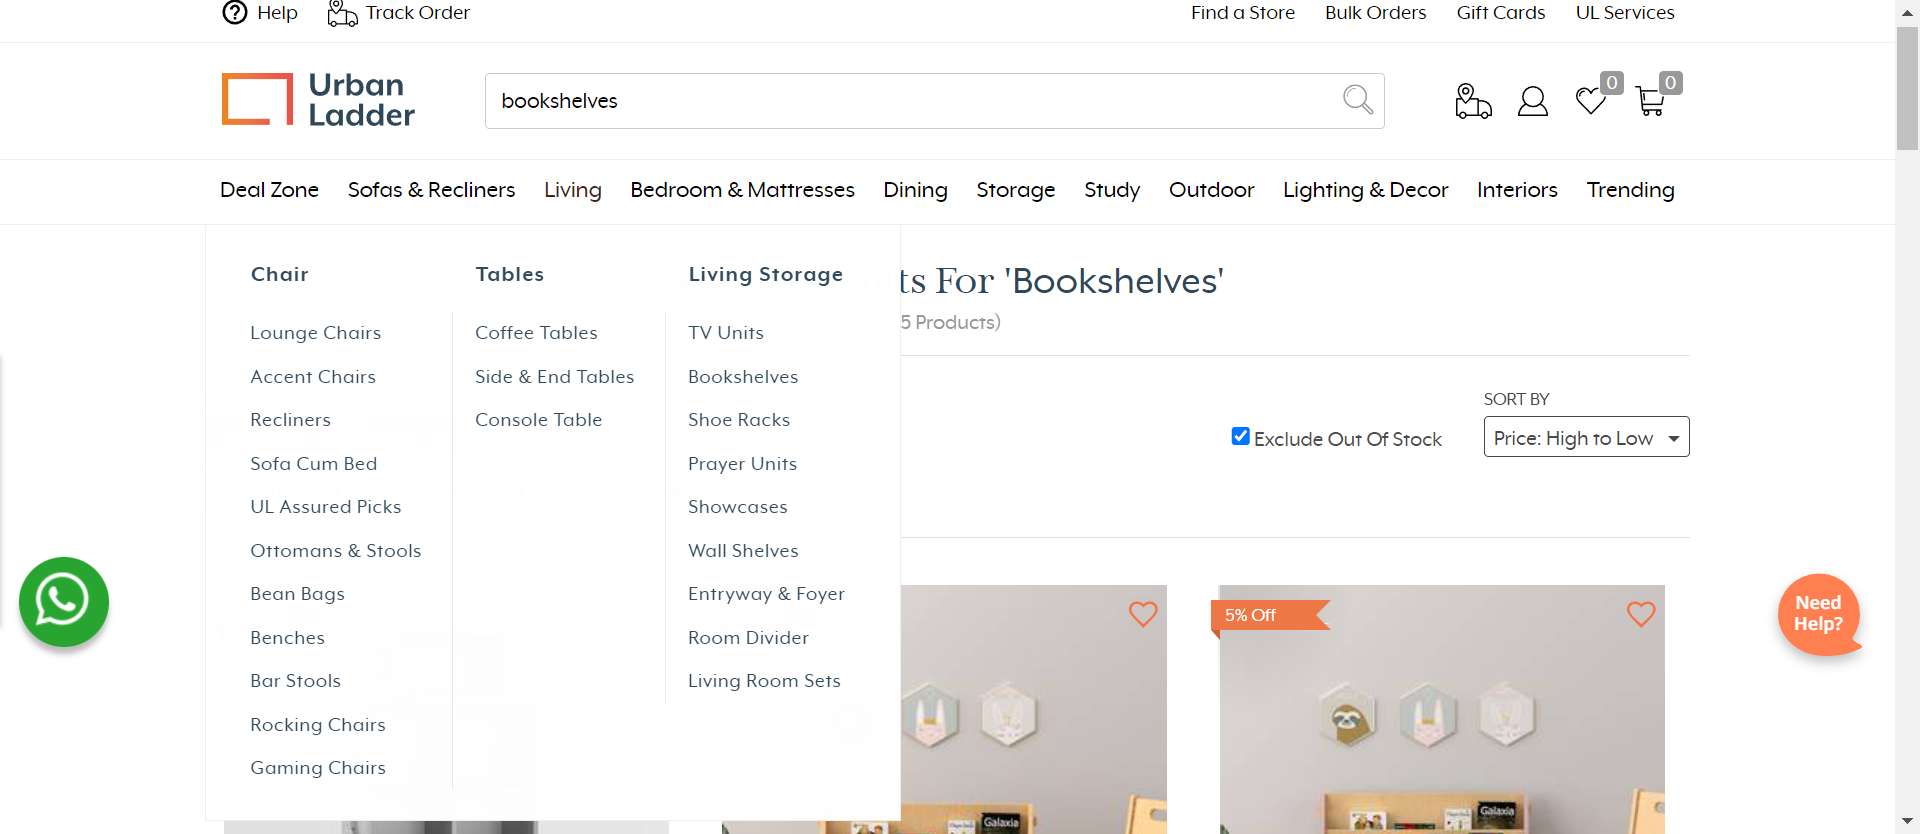 Help
Track Order
Find a Store
Bulk Orders
Gift Cards
UL Services
Urban
Ladder
bookshelves
0
0
Deal Zone
Sofas & Recliners
Living
Bedroom & Mattresses
Dining
Storage
Study
Outdoor
Lighting & Decor
Interiors
Trending
Chair
Lounge Chairs
Accent Chairs
Recliners
Sofa Cum Bed
UL Assured Picks
Ottomans & Stools
Bean Bags
Benches
Bar Stools
Rocking Chairs
Gaming Chairs
Tables
Coffee Tables
Side & End Tables
Console Table
Living Storage
TV Units
Bookshelves
Shoe Racks
Prayer Units
Showcases
Wall Shelves
Entryway & Foyer
Room Divider
Living Room Sets
ts For 'Bookshelves'
5 Products)
Exclude Out Of Stock
SORT BY
Price: High to Low
5% Off
Need
Help?
Galaxia
Galaxia